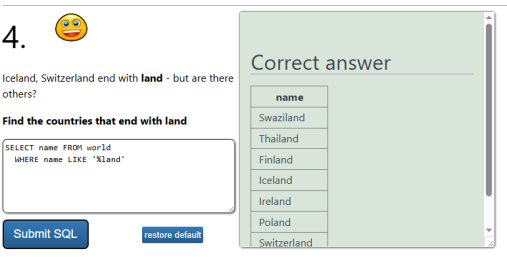 4.
Iceland, Switzerland end with land - but are there
others?
Find the countries that end with land
SELECT name FROM world
WHERE name LIKE '%land'
Submit SQL
restore default
Correct answer
name
Swaziland
Thailand
Finland
Iceland
Ireland
Poland
Switzerland